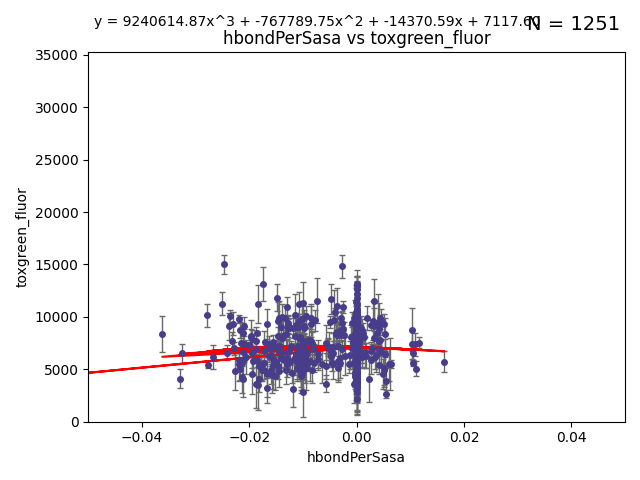 y = 9240614.87x^3 + -767789.75x^2 + -14370.59x + 7117.60
N = 1251
hbondPerSasa vs toxgreen_fluor
35000
30000
25000
20000
15000
10000
5000
0
toxgreen_fluor
−0.04
−0.02
0.00
0.02
0.04
hbondPerSasa